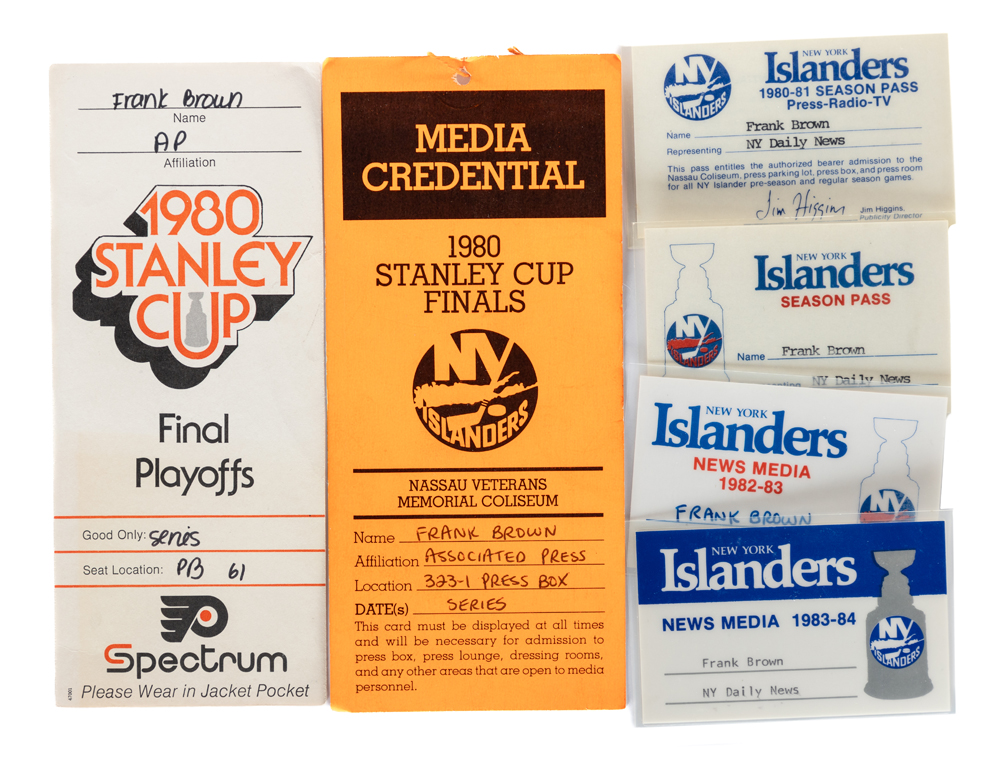 Frank Brown
Name
AP
Affiliation
1980
STANLEY
CUP
Final
Playoffs
Good Only: series
Seat Location: PB 61
Spectrum
Please Wear in Jacket Pocket
MEDIA
CREDENTIAL
1980
STANLEY CUP
FINALS
NY
ISLANDERS
NASSAU VETERANS
MEMORIAL COLISEUM
Name FRANK BROWN
Affiliation ASSOCIATED PRESS
Location 323-1 PRESS BOX
DATE(s) SERIES
This card must be displayed at all times
and will be necessary for admission to
press box, press lounge, dressing rooms,
and any other areas that are open to media
personnel.
NY
ISLANDERS
NEW YORK
Islanders
1980-81 SEASON PASS
Press-Radio-TV
Name Frank Brown
Representing NY Daily News
This pass entitles the authorized bearer admission to the
Nassau Coliseum, press parking lot, press box, and press room
for all NY Islander pre-season and regular season games.
Jim Higgins
Jim Higgins,
Publicity Director
NEW YORK
Islanders
SEASON PASS
NY
ISLANDERS
Name Frank Brown
NY Daily News
NEW YORK
Islanders
NEWS MEDIA
1982-83
FRANK BROWN
NY
NEW YORK
Islanders
NEWS MEDIA 1983-84
NY
ISLANDERS
Frank Brown
NY Daily News